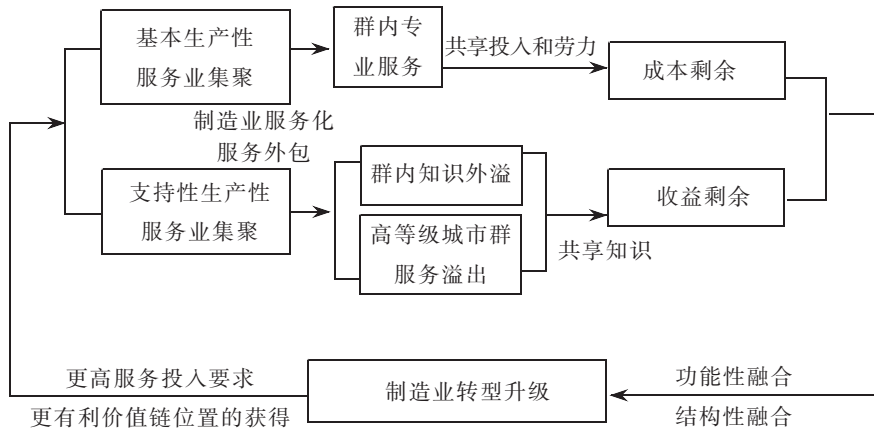 基本生产性
服务业集聚
群内专
业服务
共享投入和劳力
成本剩余
制造业服务化
服务外包
支持性生产性
服务业集聚
群内知识外溢
高等级城市群
服务溢出
共享知识
收益剩余
更高服务投入要求
更有利价值链位置的获得
制造业转型升级
功能性融合
结构性融合